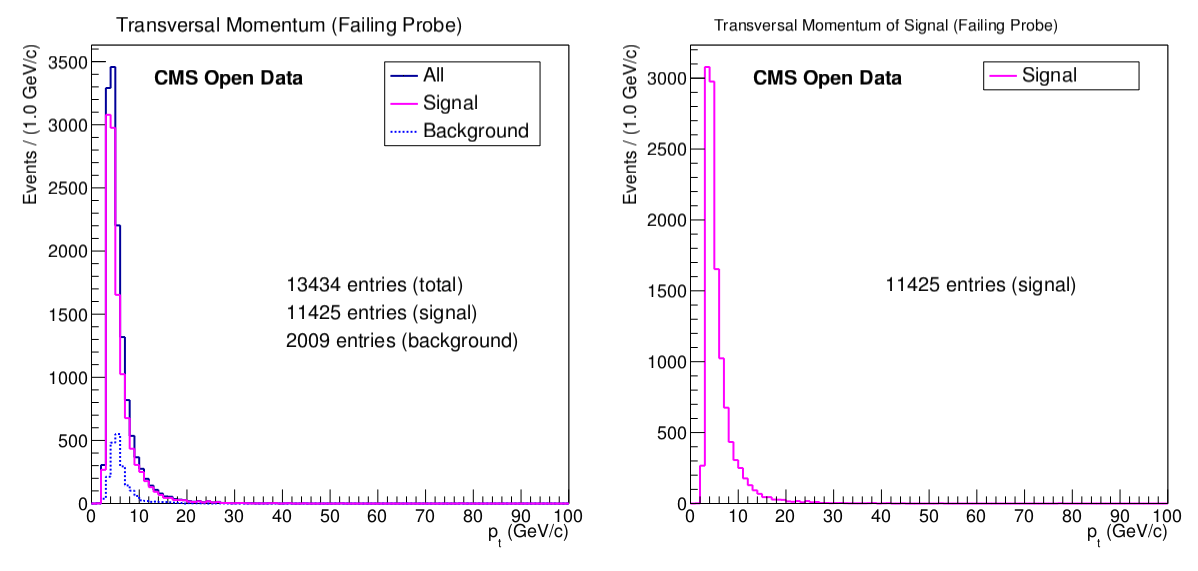 Transversal Momentum (Failing Probe)
Events / (1.0 GeV/c)
3500
3000
2500
2000
1500
1000
500
0
CMS Open Data
All
Signal
Background
13434 entries (total)
11425 entries (signal)
2009 entries (background)
0 10 20 30 40 50 60 70 80 90 100
p_t (GeV/c)
Transversal Momentum of Signal (Failing Probe)
Events / (1.0 GeV/c)
3000
2500
2000
1500
1000
500
0
CMS Open Data
Signal
11425 entries (signal)
0 10 20 30 40 50 60 70 80 90 100
p_t (GeV/c)